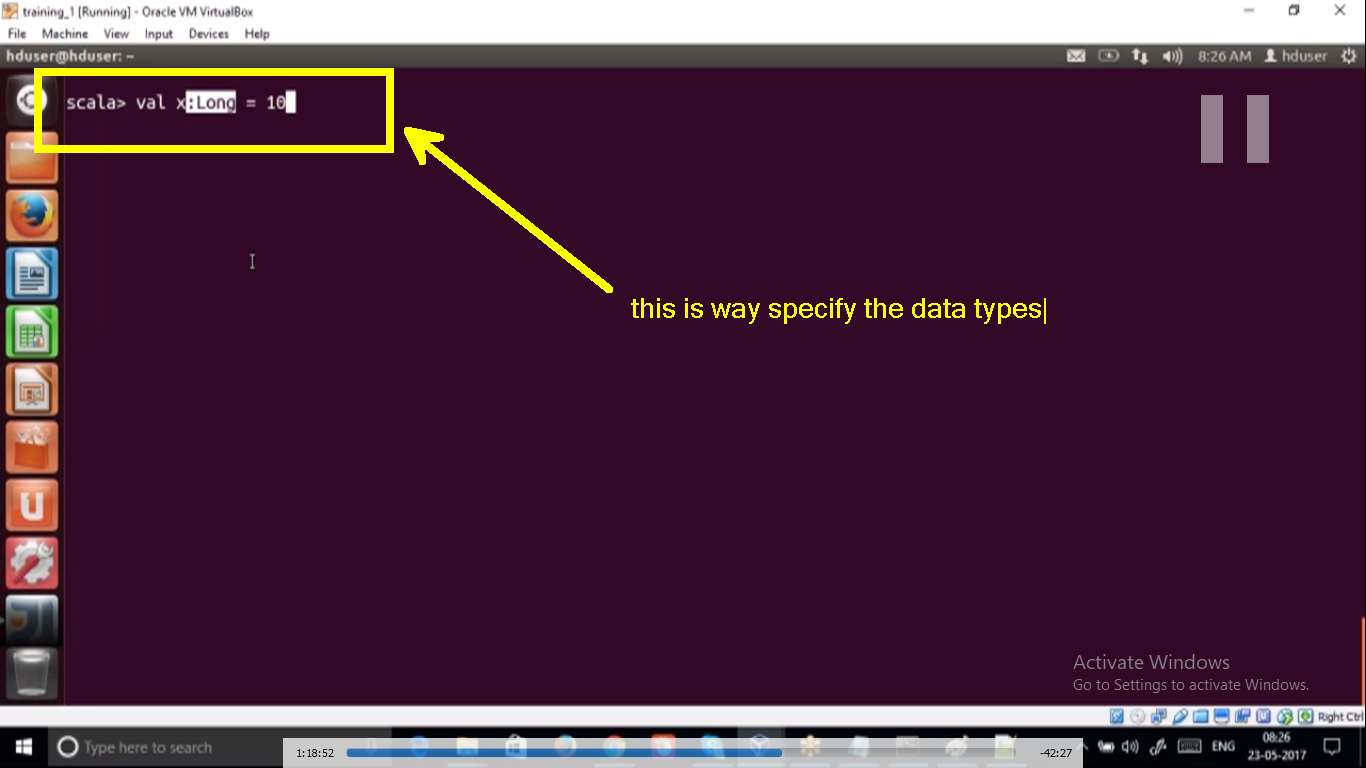 training_1 [Running] - Oracle VM VirtualBox
File Machine View Input Devices Help
hduser@hduser: ~
8:26 AM hduser
scala> val x:Long = 10
this is way specify the data types
Activate Windows
Go to Settings to activate Windows.
Right Ctrl
Type here to search
1:18:52
-42:27
ENG
08:26
23-05-2017